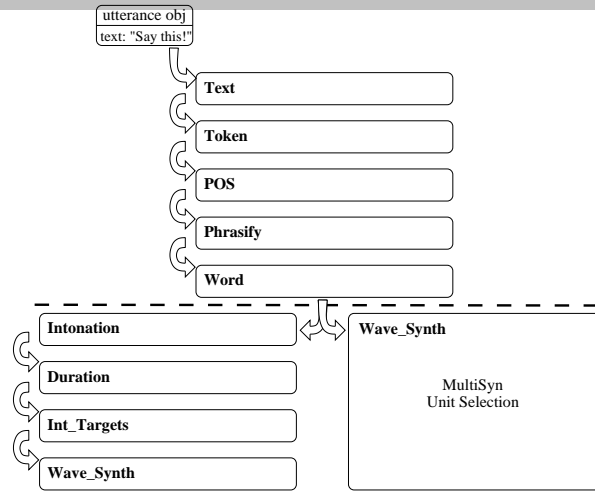 utterance obj
text: "Say this!"
Text
Token
POS
Phrasify
Word
Intonation
Duration
Int_Targets
Wave_Synth
Wave_Synth
MultiSyn
Unit Selection